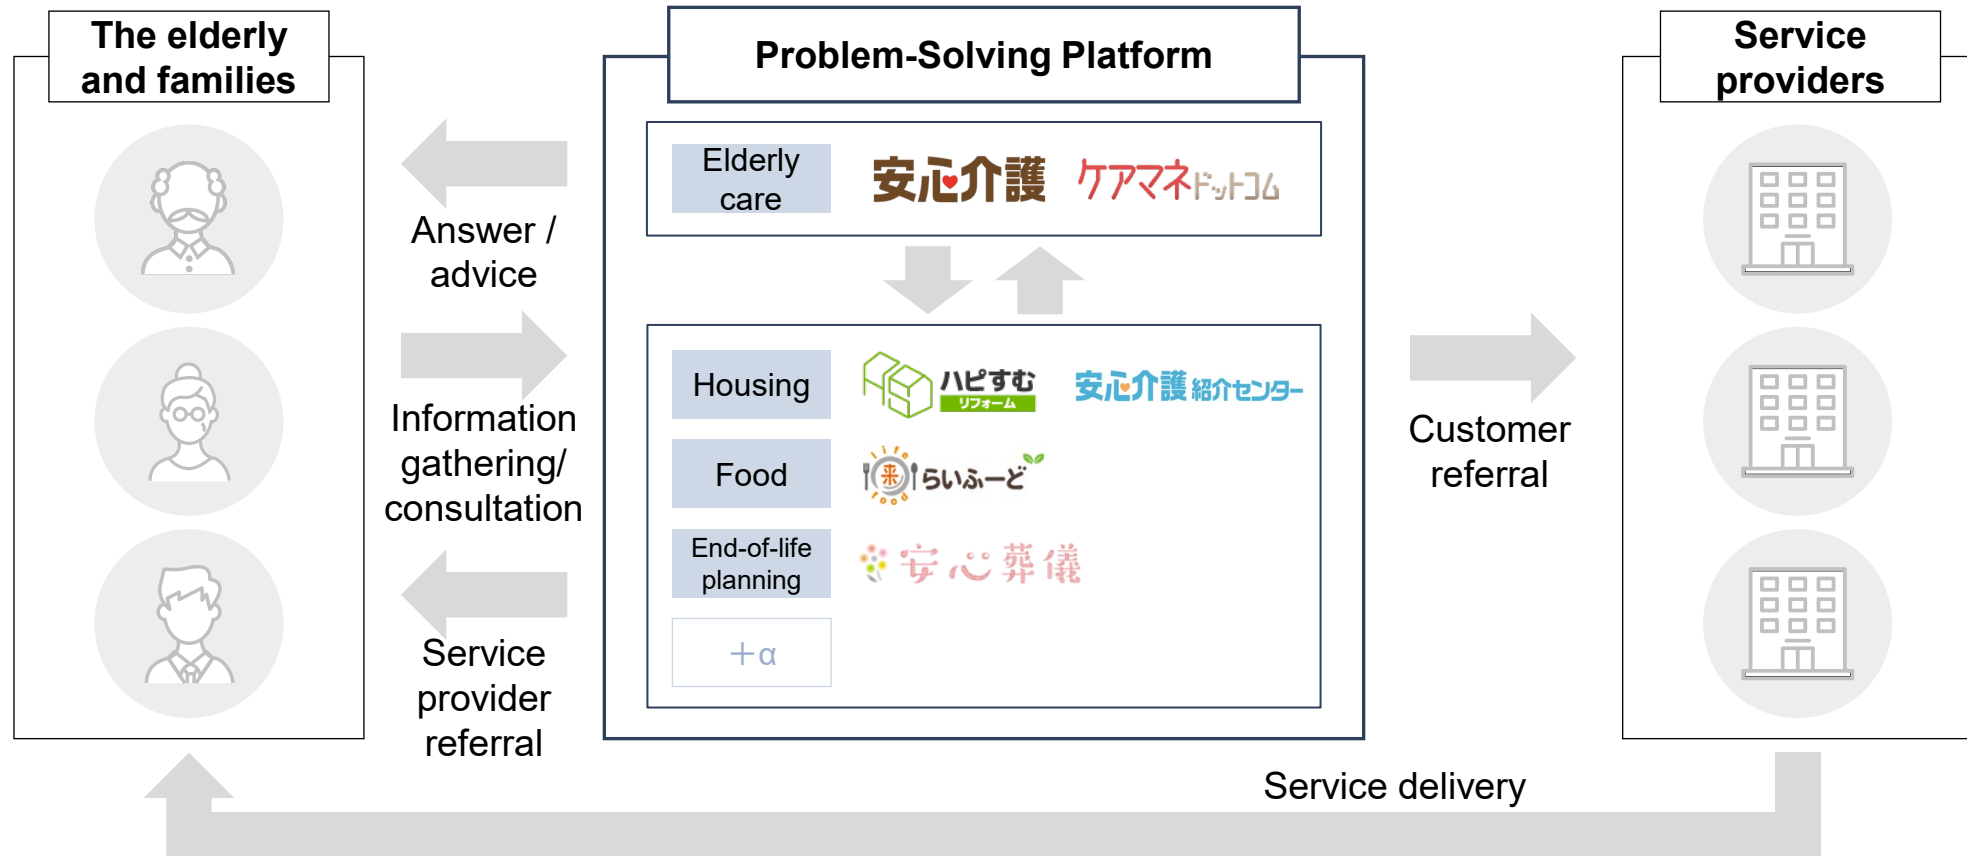 The elderly
and families
Problem-Solving Platform
Service
providers
Answer /
advice
Information
gathering/
consultation
Service
provider
referral
Elderly
care
安心介護
ケアマネドットコム
Housing
ハピすむ
リフォーム
安心介護 紹介センター
Food
life
来
food
らいふーど
End-of-life
planning
安心葬儀
＋α
Customer
referral
Service delivery